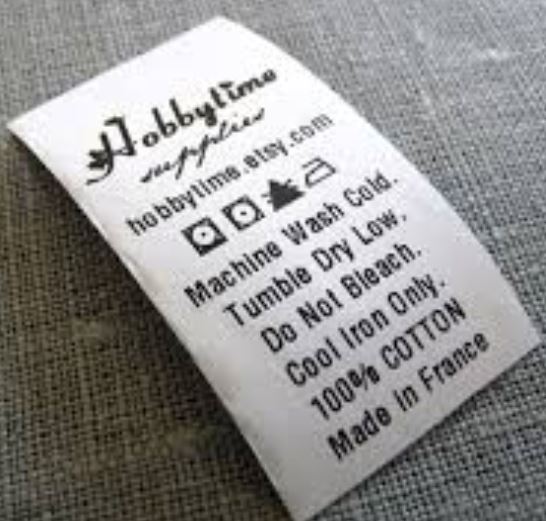 Hobbytime
supplies
hobbytime.etsy.com
Machine Wash Cold.
Tumble Dry Low.
Do Not Bleach.
Cool Iron Only.
100% COTTON
Made in France